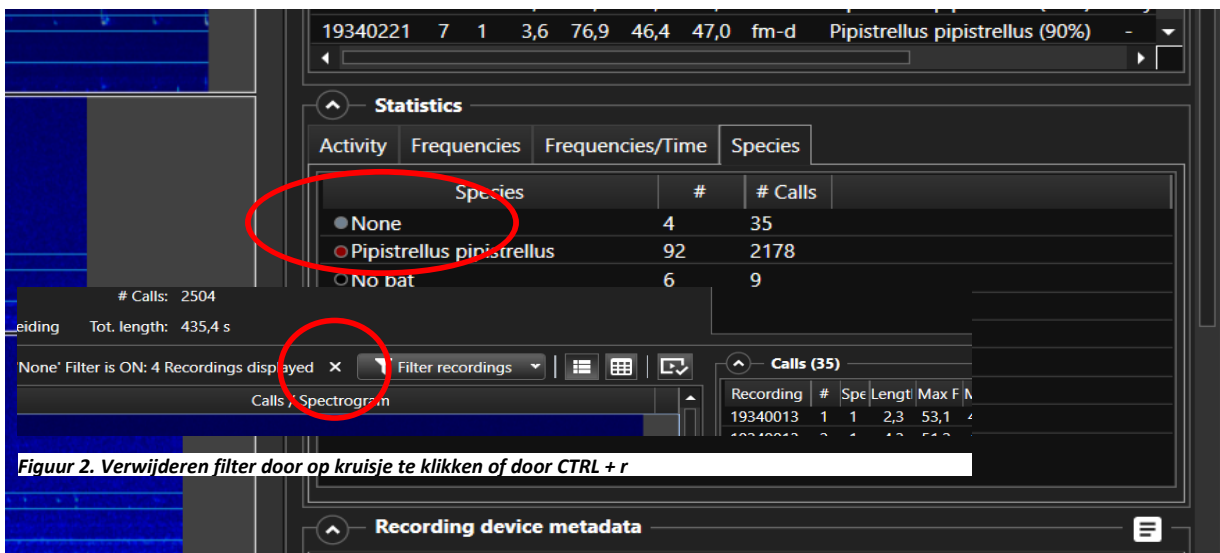 19340221 7 1 3,6 76,9 46,4 47,0 fm-d Pipistrellus pipistrellus (90%) -
Statistics
Activity Frequencies Frequencies/Time Species
Species # # Calls
None 4 35
Pipistrellus pipistrellus 92 2178
No bat 6 9
# Calls: 2504
eiding Tot. length: 435,4 s
'None' Filter is ON: 4 Recordings displayed Filter recordings
Calls (35)
Calls / Spectrogram
Recording # Spe Lengt Max F M
19340013 1 1 2,3 53,1 4
Figuur 2. Verwijderen filter door op kruisje te klikken of door CTRL + r
Recording device metadata